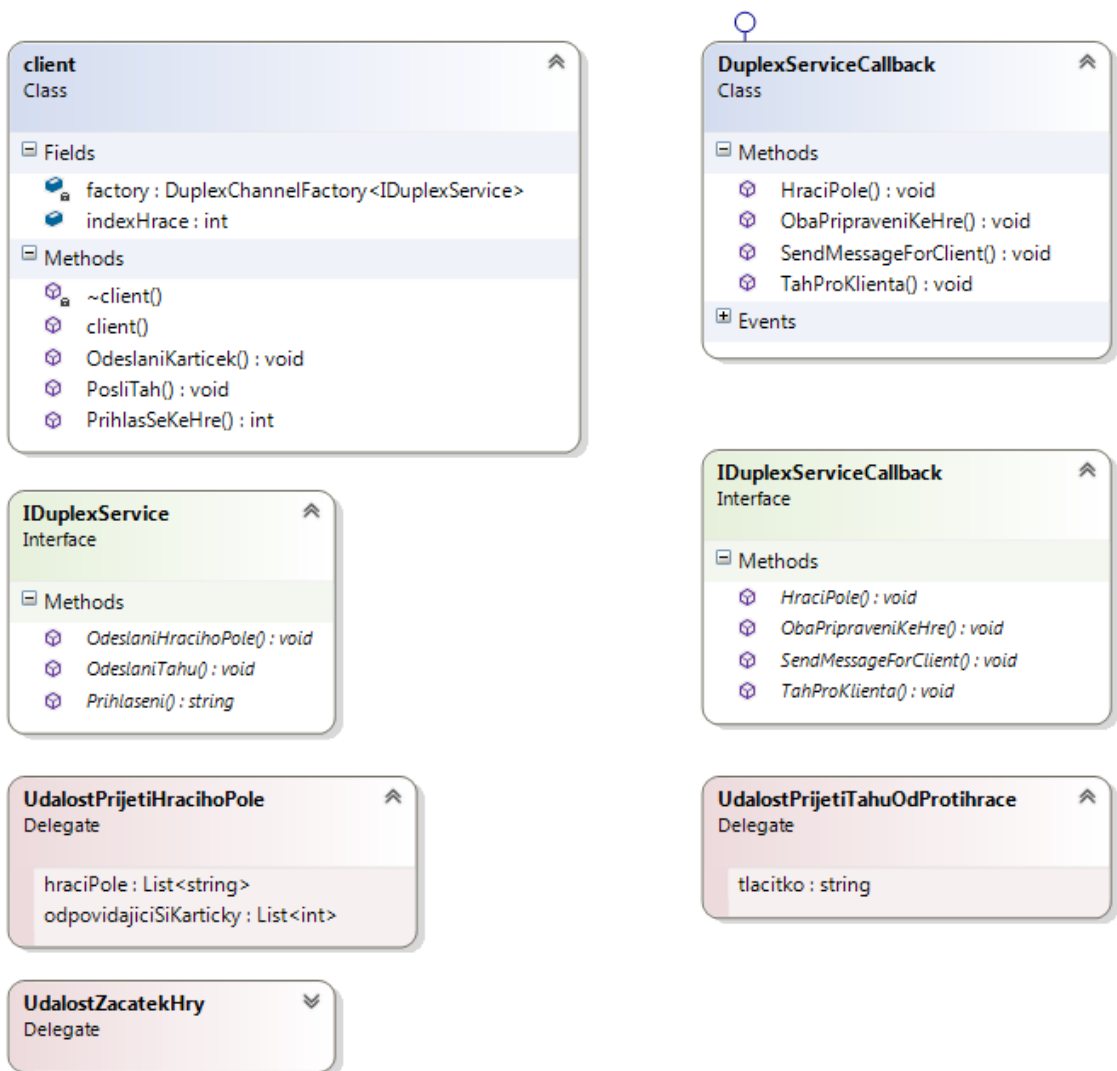 client
Class
Fields
factory : DuplexChannelFactory<IDuplexService>
indexHrace : int
Methods
~client()
client()
OdeslaniKarticek() : void
PosliTah() : void
PrihlasSeKeHre() : int
DuplexServiceCallback
Class
Methods
HraciPole() : void
ObaPripraveniKeHre() : void
SendMessageForClient() : void
TahProKlienta() : void
Events
IDuplexService
Interface
Methods
OdeslaniHracihoPole() : void
OdeslaniTahu() : void
Prihlaseni() : string
IDuplexServiceCallback
Interface
Methods
HraciPole() : void
ObaPripraveniKeHre() : void
SendMessageForClient() : void
TahProKlienta() : void
UdalostPrijetiHracihoPole
Delegate
hraciPole : List<string>
odpovidajiciSiKarticky : List<int>
UdalostPrijetiTahuOdProtihrace
Delegate
tlacitko : string
UdalostZacatekHry
Delegate